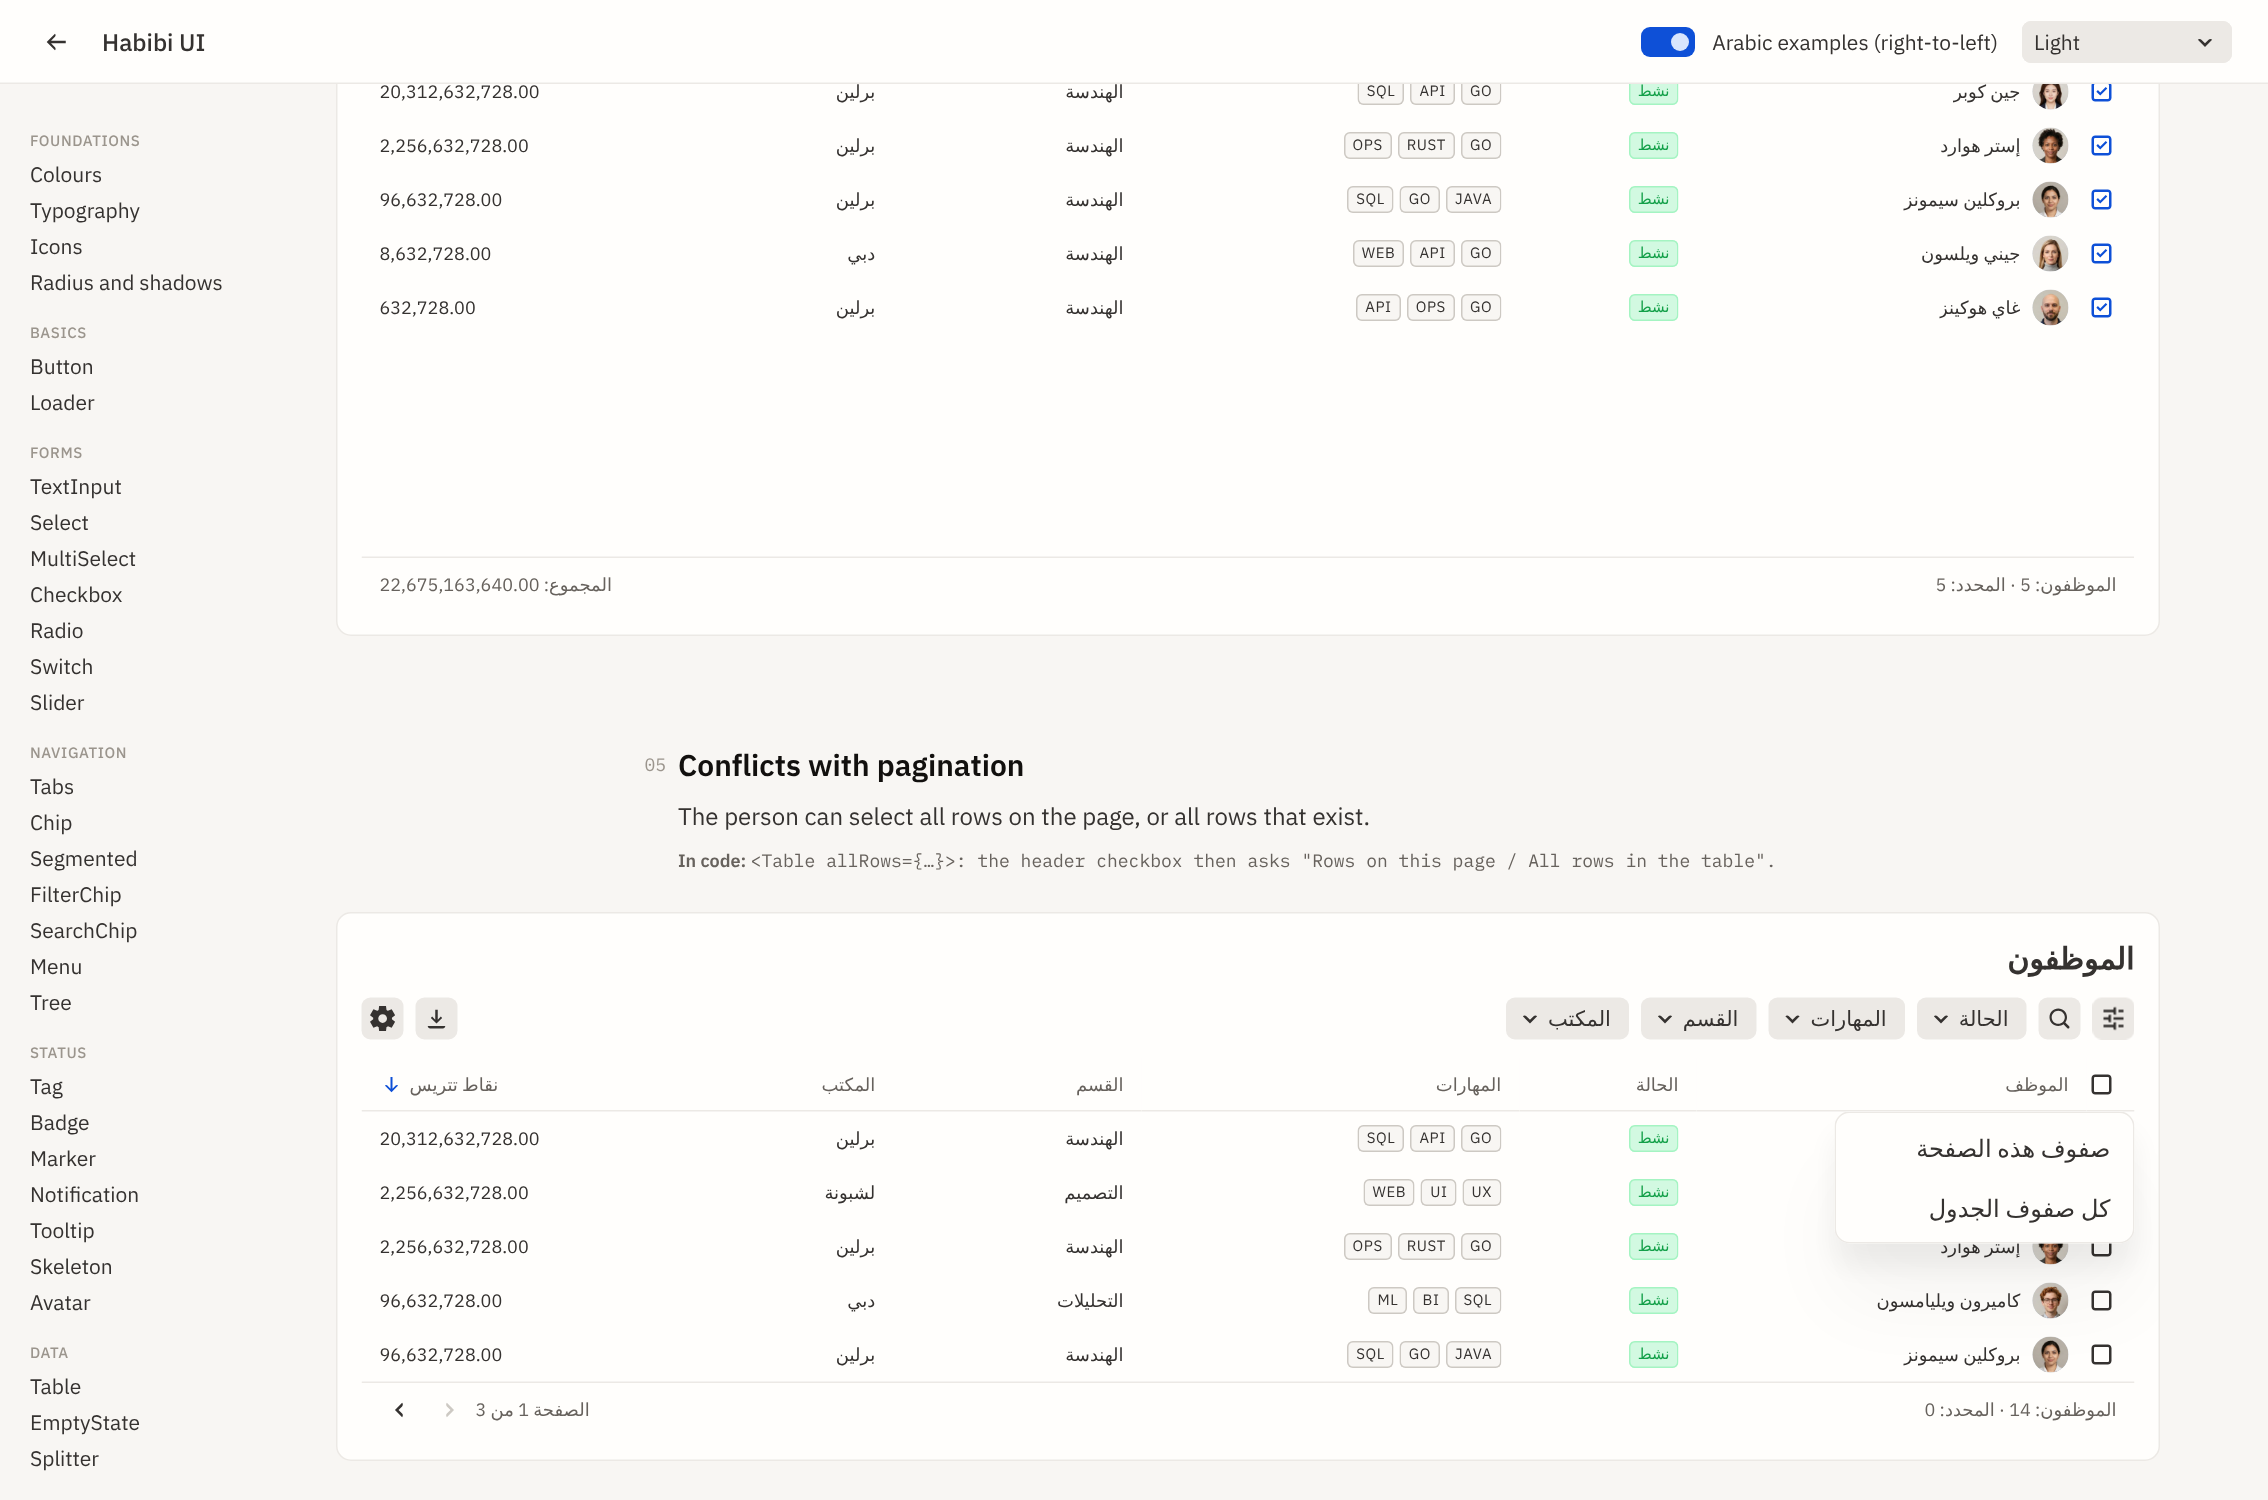 Habibi UI
Arabic examples (right-to-left)
Light
FOUNDATIONS
Colours
Typography
Icons
Radius and shadows
BASICS
Button
Loader
FORMS
TextInput
Select
MultiSelect
Checkbox
Radio
Switch
Slider
NAVIGATION
Tabs
Chip
Segmented
FilterChip
SearchChip
Menu
Tree
STATUS
Tag
Badge
Marker
Notification
Tooltip
Skeleton
Avatar
DATA
Table
EmptyState
Splitter
جين كوبر نشط GO API SQL الهندسة برلين 20,312,632,728.00
إستر هوارد نشط GO RUST OPS الهندسة برلين 2,256,632,728.00
بروكلين سيمونز نشط JAVA GO SQL الهندسة برلين 96,632,728.00
جيني ويلسون نشط GO API WEB الهندسة دبي 8,632,728.00
غاي هوكينز نشط GO OPS API الهندسة برلين 632,728.00
الموظفون: 5 · المحدد: 5
المجموع: 22,675,163,640.00
05 Conflicts with pagination
The person can select all rows on the page, or all rows that exist.
In code: <Table allRows={…}>: the header checkbox then asks "Rows on this page / All rows in the table".
الموظفون
الحالة المهارات القسم المكتب
الموظف الحالة المهارات القسم المكتب نقاط تتريس
صفوف هذه الصفحة
كل صفوف الجدول
نشط GO API SQL الهندسة برلين 20,312,632,728.00
نشط UX UI WEB التصميم لشبونة 2,256,632,728.00
إستر هوارد نشط GO RUST OPS الهندسة برلين 2,256,632,728.00
كاميرون ويليامسون نشط SQL BI ML التحليلات دبي 96,632,728.00
بروكلين سيمونز نشط JAVA GO SQL الهندسة برلين 96,632,728.00
الموظفون: 14 · المحدد: 0
الصفحة 1 من 3